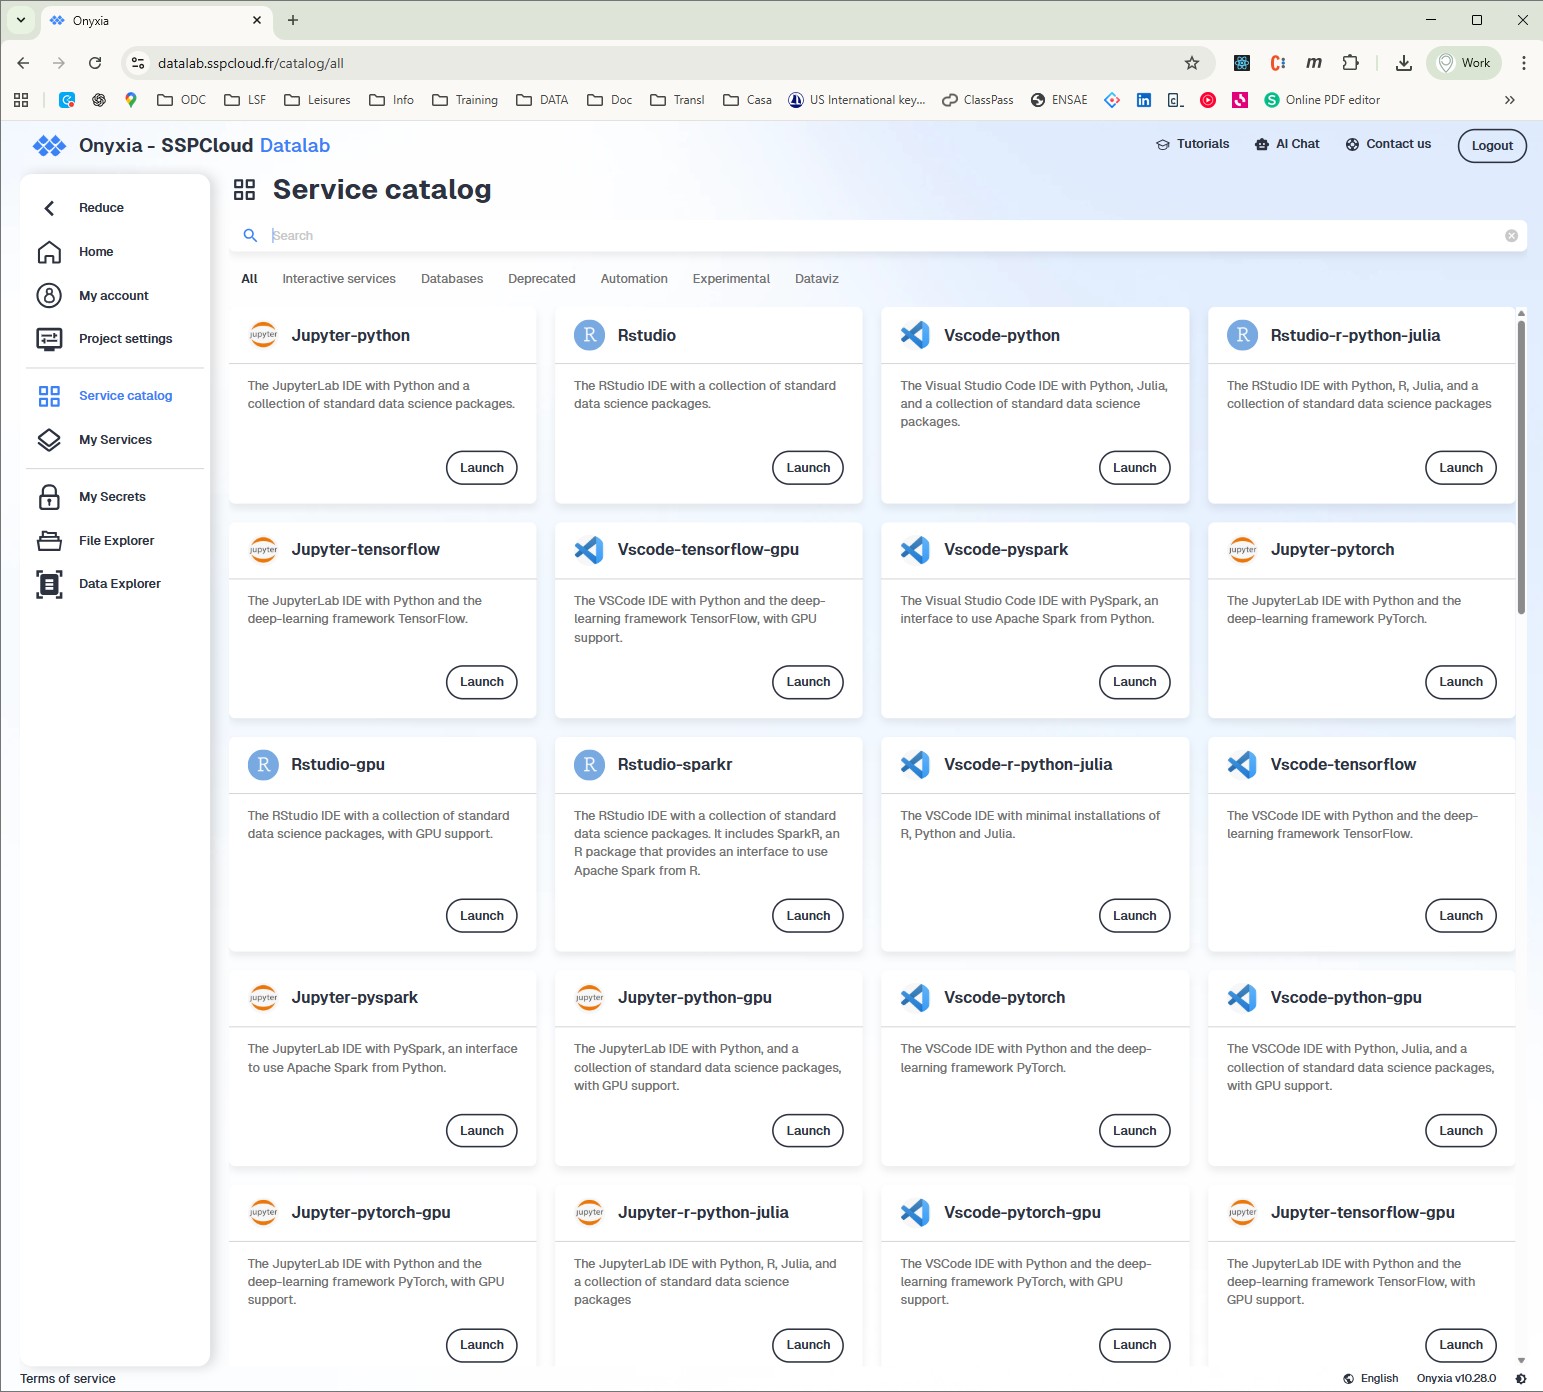 Onyxia
datalab.sspcloud.fr/catalog/all
Work
ODC
LSF
Leisures
Info
Training
DATA
Doc
Transl
Casa
US International key...
ClassPass
ENSAE
Online PDF editor
Onyxia - SSPCloud Datalab
Tutorials
AI Chat
Contact us
Logout
Reduce
Home
My account
Project settings
Service catalog
My Services
My Secrets
File Explorer
Data Explorer
Service catalog
Search
All
Interactive services
Databases
Deprecated
Automation
Experimental
Dataviz
jupyter
Jupyter-python
The JupyterLab IDE with Python and a
collection of standard data science packages.
Launch
R
Rstudio
The RStudio IDE with a collection of standard
data science packages.
Launch
Vscode-python
The Visual Studio Code IDE with Python, Julia,
and a collection of standard data science
packages.
Launch
R
Rstudio-r-python-julia
The RStudio IDE with Python, R, Julia, and a
collection of standard data science packages
Launch
jupyter
Jupyter-tensorflow
The JupyterLab IDE with Python and the
deep-learning framework TensorFlow.
Launch
Vscode-tensorflow-gpu
The VSCode IDE with Python and the deep-
learning framework TensorFlow, with GPU
support.
Launch
Vscode-pyspark
The Visual Studio Code IDE with PySpark, an
interface to use Apache Spark from Python.
Launch
jupyter
Jupyter-pytorch
The JupyterLab IDE with Python and the
deep-learning framework PyTorch.
Launch
R
Rstudio-gpu
The RStudio IDE with a collection of standard
data science packages, with GPU support.
Launch
R
Rstudio-sparkr
The RStudio IDE with a collection of standard
data science packages. It includes SparkR, an
R package that provides an interface to use
Apache Spark from R.
Launch
Vscode-r-python-julia
The VSCode IDE with minimal installations of
R, Python and Julia.
Launch
Vscode-tensorflow
The VSCode IDE with Python and the deep-
learning framework TensorFlow.
Launch
jupyter
Jupyter-pyspark
The JupyterLab IDE with PySpark, an interface
to use Apache Spark from Python.
Launch
jupyter
Jupyter-python-gpu
The JupyterLab IDE with Python, and a
collection of standard data science packages,
with GPU support.
Launch
Vscode-pytorch
The VSCode IDE with Python and the deep-
learning framework PyTorch.
Launch
Vscode-python-gpu
The VSCOde IDE with Python, Julia, and a
collection of standard data science packages,
with GPU support.
Launch
jupyter
Jupyter-pytorch-gpu
The JupyterLab IDE with Python and the
deep-learning framework PyTorch, with GPU
support.
Launch
jupyter
Jupyter-r-python-julia
The JupyterLab IDE with Python, R, Julia, and
a collection of standard data science
packages
Launch
Vscode-pytorch-gpu
The VSCode IDE with Python and the deep-
learning framework PyTorch, with GPU
support.
Launch
jupyter
Jupyter-tensorflow-gpu
The JupyterLab IDE with Python and the
deep-learning framework TensorFlow, with
GPU support.
Launch
Terms of service
English
Onyxia v10.28.0